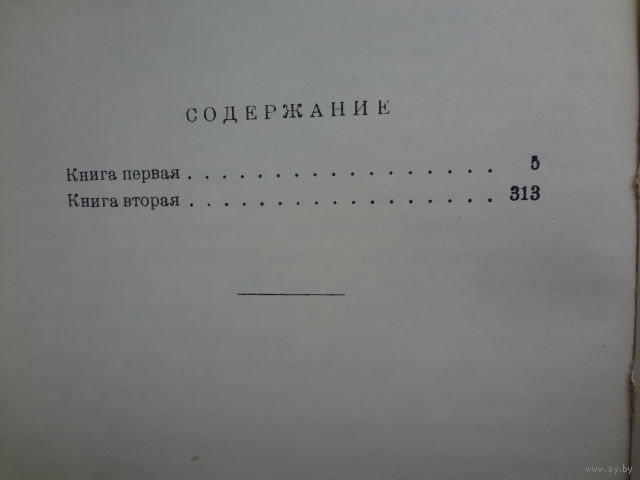 СОДЕРЖАНИЕ
Книга первая . . . . . . . . . . . . . . . . . . 5
Книга вторая . . . . . . . . . . . . . . . . . . 313
www.ay.by